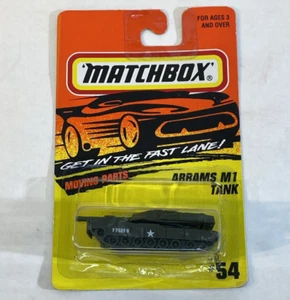 FOR AGES 3
AND OVER
MATCHBOX®
GET IN THE FAST LANE!
MOVING PARTS
ABRAMS M1
TANK
#54